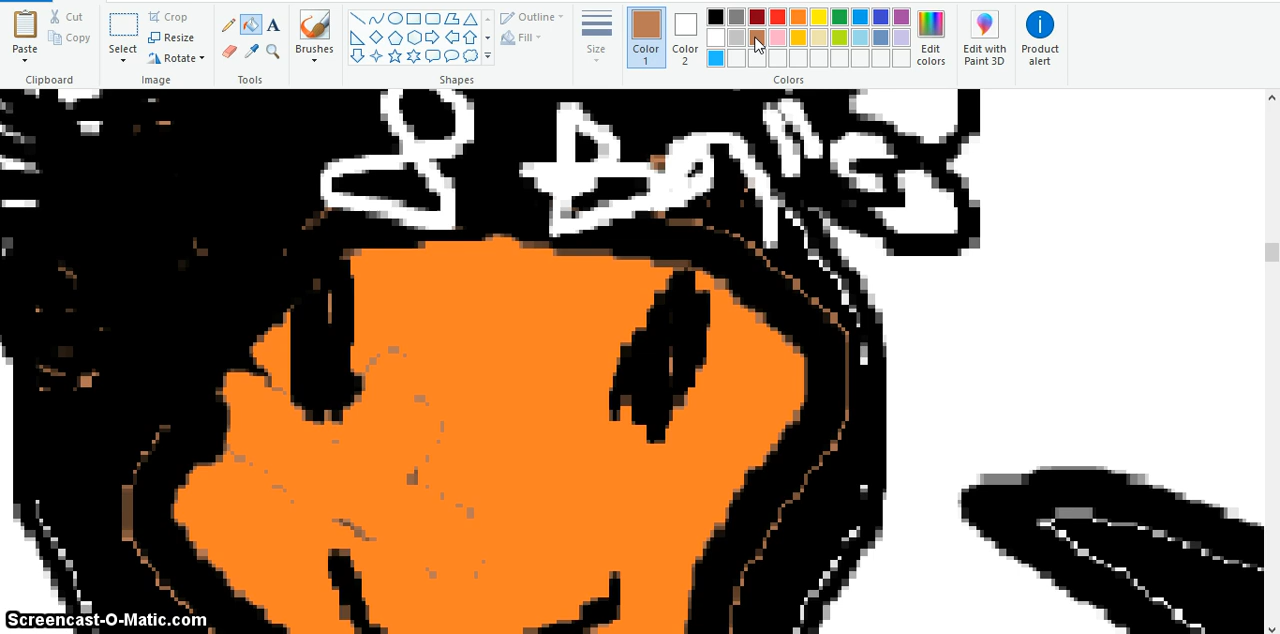 Paste
Cut
Copy
Clipboard
Select
Crop
Resize
Rotate
Image
A
Tools
Brushes
Outline
Fill
Shapes
Size
Color 1
Color 2
Edit colors
Colors
Edit with Paint 3D
Product alert
Screencast-O-Matic.com